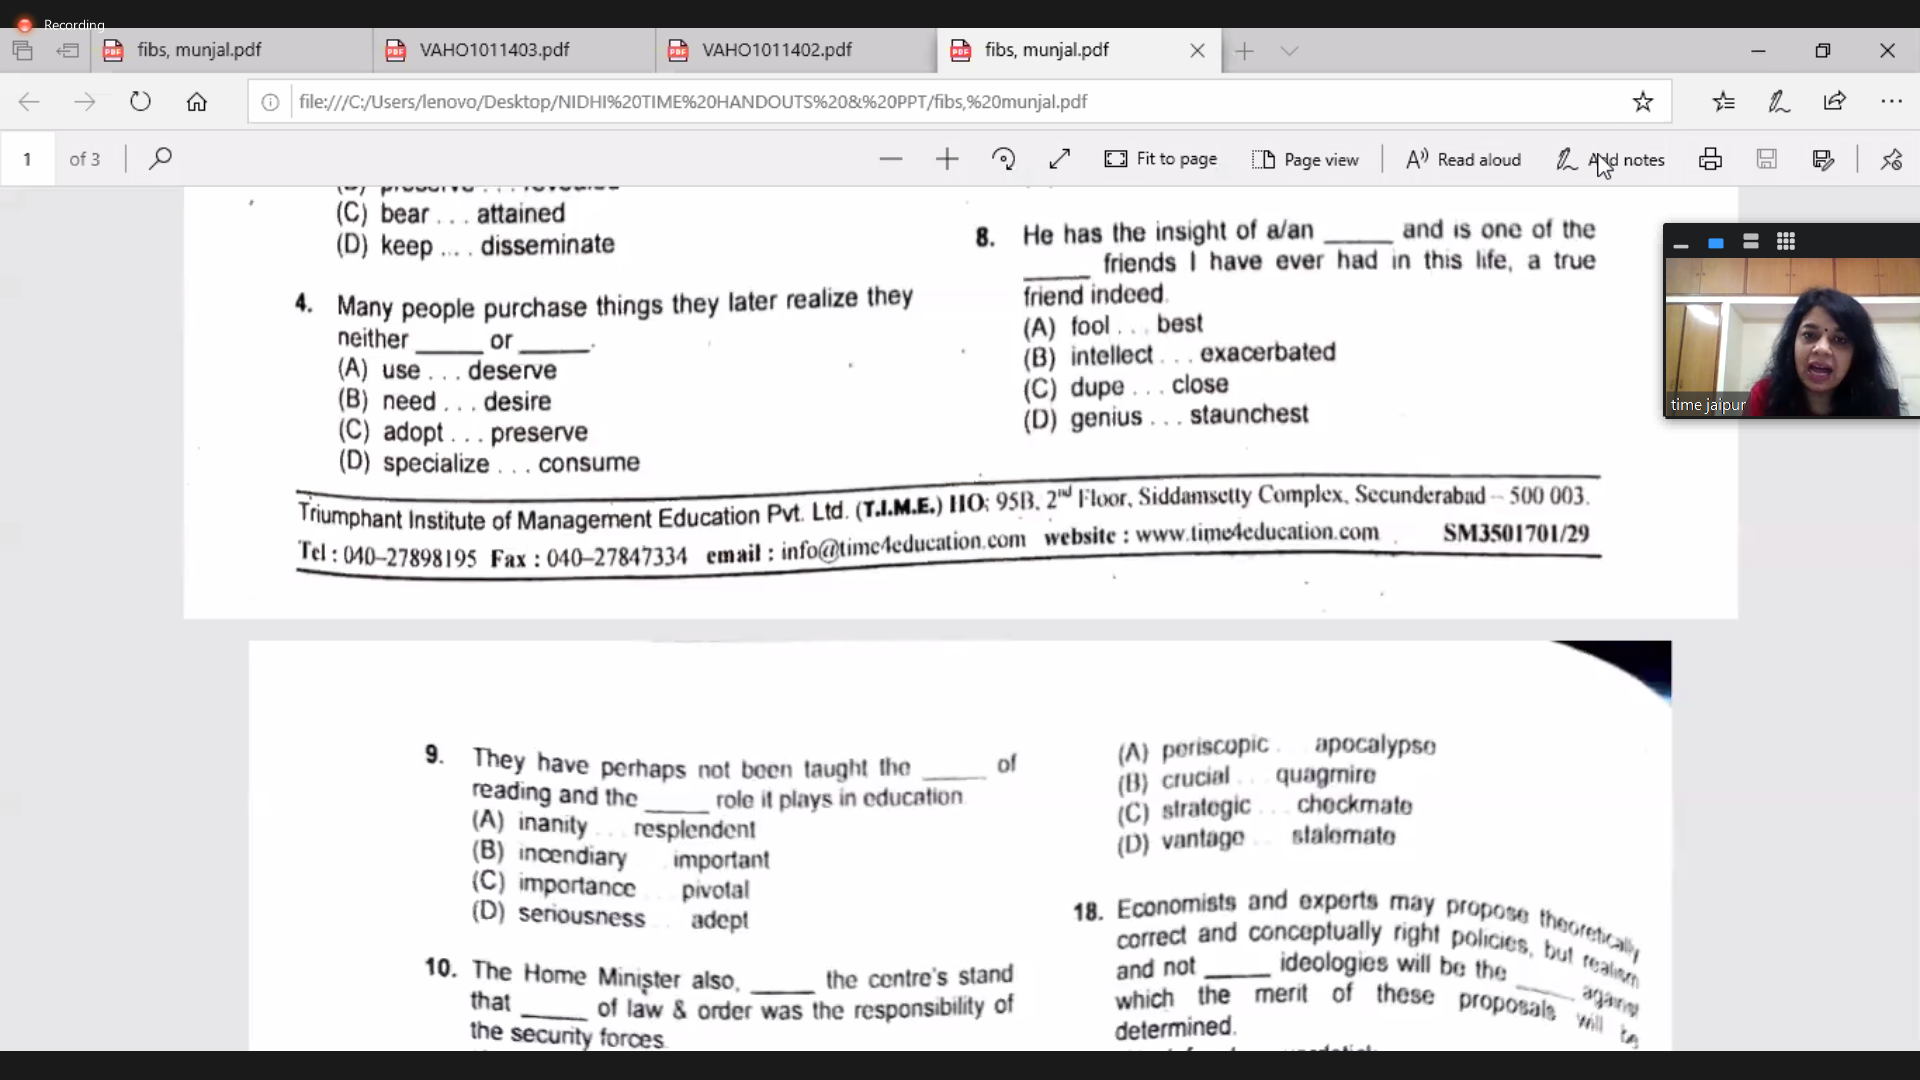 Recording
fibs, munjal.pdf
VAHO1011403.pdf
VAHO1011402.pdf
fibs, munjal.pdf
file:///C:/Users/lenovo/Desktop/NIDHI%20TIME%20HANDOUTS%20&%20PPT/fibs,%20munjal.pdf
1 of 3
Fit to page
Page view
Read aloud
Add notes
(C) bear . . . attained
(D) keep . . . disseminate
4. Many people purchase things they later realize they
neither _____ or _____.
(A) use . . . deserve
(B) need . . . desire
(C) adopt . . . preserve
(D) specialize . . . consume
8. He has the insight of a/an _____ and is one of the
_____ friends I have ever had in this life, a true
friend indeed.
(A) fool . . . best
(B) intellect . . . exacerbated
(C) dupe . . . close
(D) genius . . . staunchest
time jaipur
Triumphant Institute of Management Education Pvt. Ltd. (T.I.M.E.) HO: 95B, 2nd Floor, Siddamsetty Complex, Secunderabad – 500 003.
Tel : 040–27898195 Fax : 040–27847334 email : info@time4education.com website : www.time4education.com SM3501701/29
9. They have perhaps not been taught the _____ of
reading and the _____ role it plays in education
(A) inanity . . . resplendent
(B) incendiary important
(C) importance pivotal
(D) seriousness adept
10. The Home Minister also, _____ the centre's stand
that _____ of law & order was the responsibility of
the security forces.
(A) periscopic . . apocalypse
(B) crucial . . . quagmire
(C) strategic . . . checkmate
(D) vantage . . stalemate
18. Economists and experts may propose theoretically
correct and conceptually right policies, but realism
and not _____ ideologies will be the _____ against
which the merit of these proposals will be
determined.